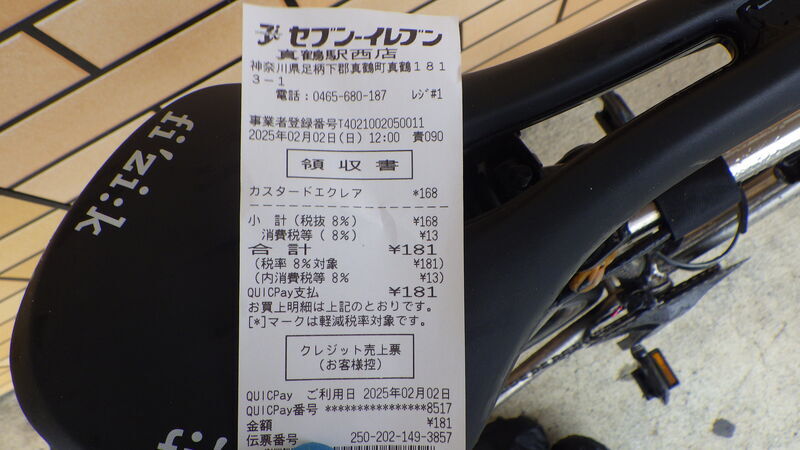 セブン-イレブン
真鶴駅西店
神奈川県足柄下郡真鶴町真鶴181
3-1
電話:0465-680-187 レジ#1
事業者登録番号T4021002050011
2025年02月02日(日) 12:00 責090
領収書
カスタードエクレア *168
小 計(税抜 8%) ¥168
消費税等( 8%) ¥13
合計 ¥181
(税率 8%対象 ¥181)
(内消費税等 8% ¥13)
QUICPay支払 ¥181
お買上明細は上記のとおりです。
[*]マークは軽減税率対象です。
クレジット売上票
(お客様控)
QUICPay ご利用日 2025年02月02日
QUICPay番号 ****************8517
金額 ¥181
伝票番号 250-202-149-3857
fi'zi:k